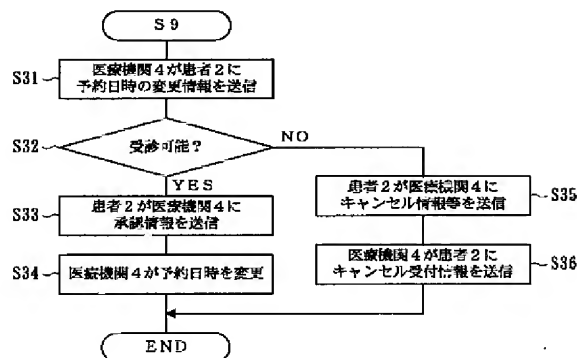 S9
S31
医療機関4が患者2に
予約日時の変更情報を送信
S32
受診可能?
NO
YES
S33
患者2が医療機関4に
承認情報を送信
S34
医療機関4が予約日時を変更
患者2が医療機関4に
キャンセル情報等を送信
S35
医療機関4が患者2に
キャンセル受付情報を送信
S36
END